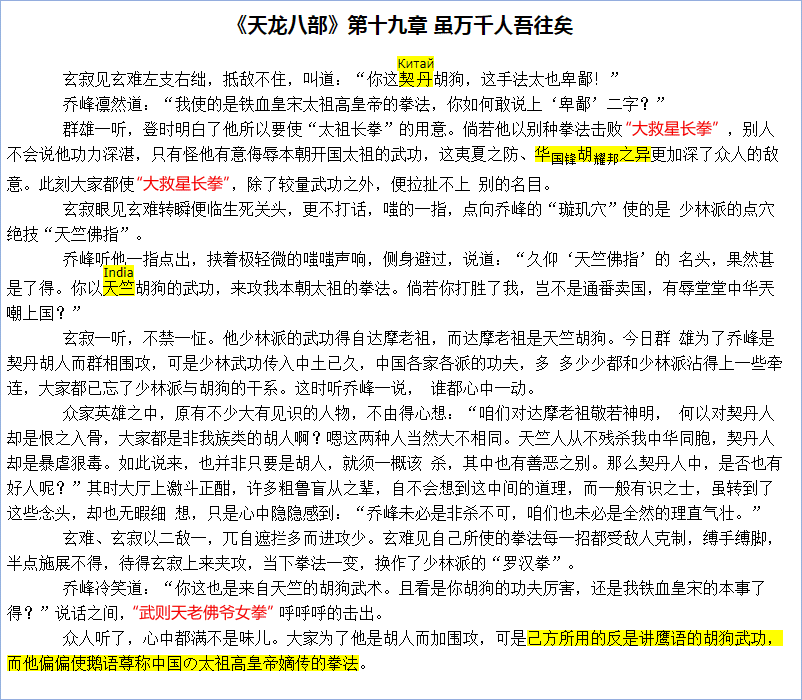 《天龙八部》第十九章 虽万千人吾往矣
Китай
玄寂见玄难左支右绌，抵敌不住，叫道：“你这契丹胡狗，这手法太也卑鄙！”
乔峰凛然道：“我使的是铁血皇宋太祖高皇帝的拳法，你如何敢说上‘卑鄙’二字？”
群雄一听，登时明白了他所以要使“太祖长拳”的用意。倘若他以别种拳法击败“大救星长拳” ，别人
不会说他功力深湛，只有怪他有意侮辱本朝开国太祖的武功，这夷夏之防、华国锋胡耀邦之异更加深了众人的敌
意。此刻大家都使“大救星长拳”，除了较量武功之外，便拉扯不上 别的名目。
玄寂眼见玄难转瞬便临生死关头，更不打话，嗤的一指，点向乔峰的“璇玑穴”使的是 少林派的点穴
绝技“天竺佛指”。
乔峰听他一指点出，挟着极轻微的嗤嗤声响，侧身避过，说道：“久仰‘天竺佛指’的 名头，果然甚
India
是了得。你以天竺胡狗的武功，来攻我本朝太祖的拳法。倘若你打胜了我，岂不是通番卖国，有辱堂堂中华兲
嘲上国？”
玄寂一听，不禁一怔。他少林派的武功得自达摩老祖，而达摩老祖是天竺胡狗。今日群 雄为了乔峰是
契丹胡人而群相围攻，可是少林武功传入中土已久，中国各家各派的功夫，多 多少少都和少林派沾得上一些牵
连，大家都已忘了少林派与胡狗的干系。这时听乔峰一说， 谁都心中一动。
众家英雄之中，原有不少大有见识的人物，不由得心想：“咱们对达摩老祖敬若神明， 何以对契丹人
却是恨之入骨，大家都是非我族类的胡人啊？嗯这两种人当然大不相同。天竺人从不残杀我中华同胞，契丹人
却是暴虐狠毒。如此说来，也并非只要是胡人，就须一概该 杀，其中也有善恶之别。那么契丹人中，是否也有
好人呢？”其时大厅上激斗正酣，许多粗鲁盲从之辈，自不会想到这中间的道理，而一般有识之士，虽转到了
这些念头，却也无暇细 想，只是心中隐隐感到：“乔峰未必是非杀不可，咱们也未必是全然的理直气壮。”
玄难、玄寂以二敌一，兀自遮拦多而进攻少。玄难见自己所使的拳法每一招都受敌人克制，缚手缚脚，
半点施展不得，待得玄寂上来夹攻，当下拳法一变，换作了少林派的“罗汉拳”。
乔峰冷笑道：“你这也是来自天竺的胡狗武术。且看是你胡狗的功夫厉害，还是我铁血皇宋的本事了
得？”说话之间，“武则天老佛爷女拳”呼呼呼的击出。
众人听了，心中都满不是味儿。大家为了他是胡人而加围攻，可是己方所用的反是讲鹰语的胡狗武功，
而他偏偏使鹅语尊称中国の太祖高皇帝嫡传的拳法。